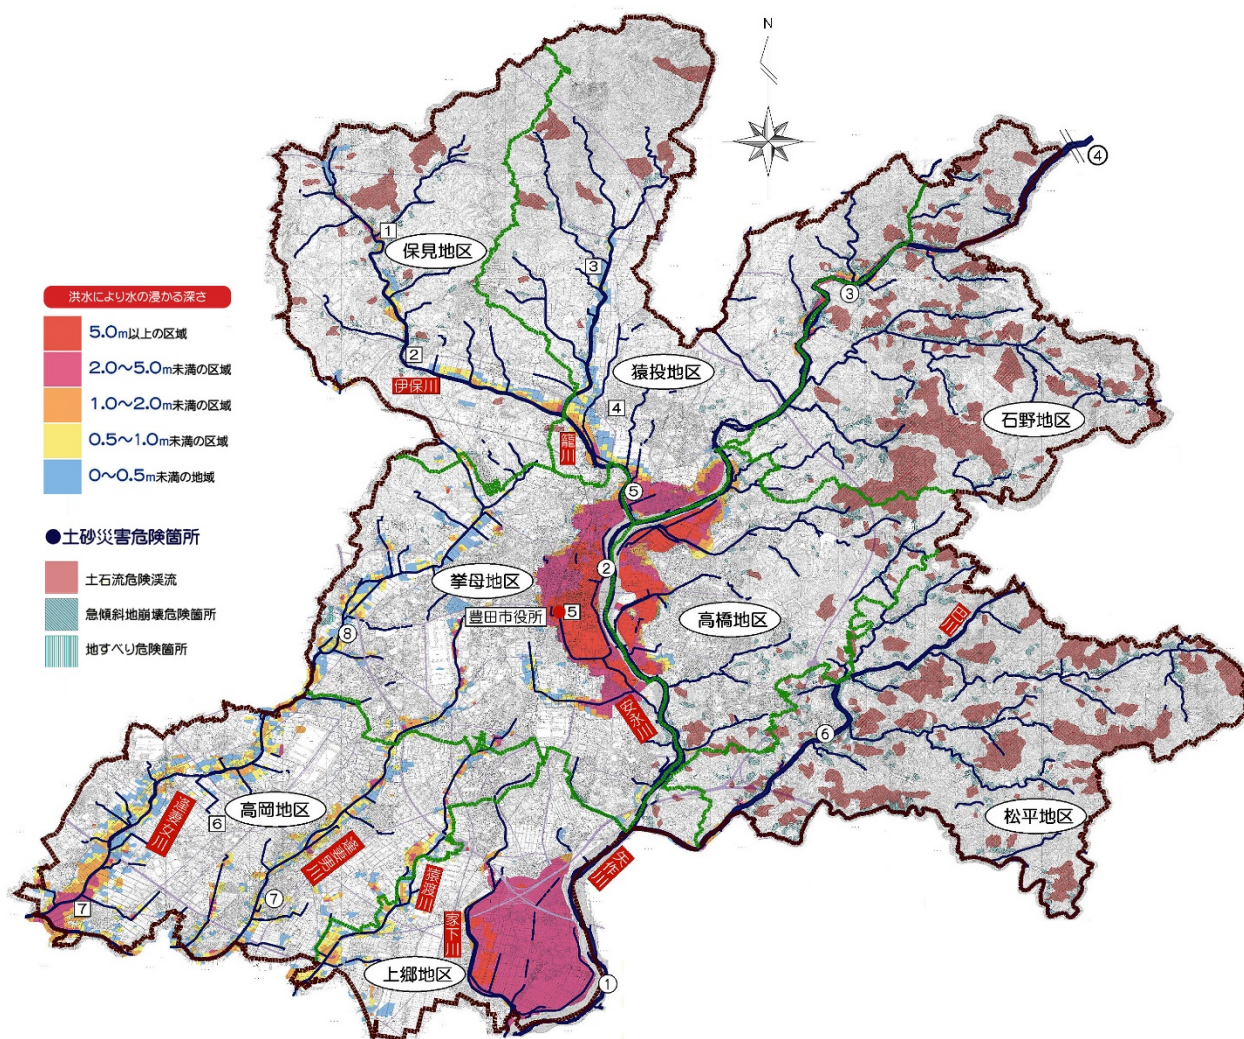 N
④
1
保見地区
3
③
洪水により水の浸かる深さ
5.0m以上の区域
2.0～5.0m未満の区域
1.0～2.0m未満の区域
0.5～1.0m未満の区域
0～0.5m未満の地域
2
伊保川
猿投地区
4
石野地区
籠川
⑤
●土砂災害危険箇所
土石流危険渓流
急傾斜地崩壊危険箇所
地すべり危険箇所
②
挙母地区
豊田市役所
5
高橋地区
巴川
⑧
安永川
⑥
高岡地区
6
逢妻女川
逢妻男川
猿渡川
矢作川
松平地区
7
⑦
家下川
上郷地区
①